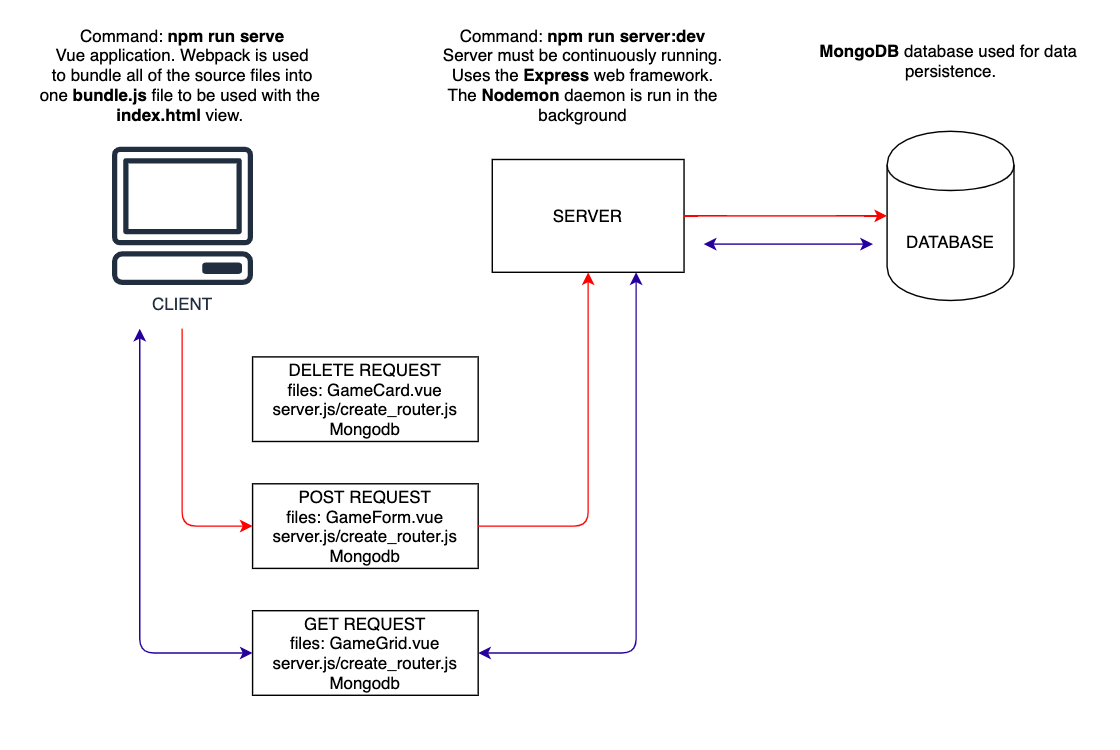 Command: npm run serve
Vue application. Webpack is used
to bundle all of the source files into
one bundle.js file to be used with the
index.html view.
Command: npm run server:dev
Server must be continuously running.
Uses the Express web framework.
The Nodemon daemon is run in the
background
MongoDB database used for data
persistence.
CLIENT
SERVER
DATABASE
DELETE REQUEST
files: GameCard.vue
server.js/create_router.js
Mongodb
POST REQUEST
files: GameForm.vue
server.js/create_router.js
Mongodb
GET REQUEST
files: GameGrid.vue
server.js/create_router.js
Mongodb